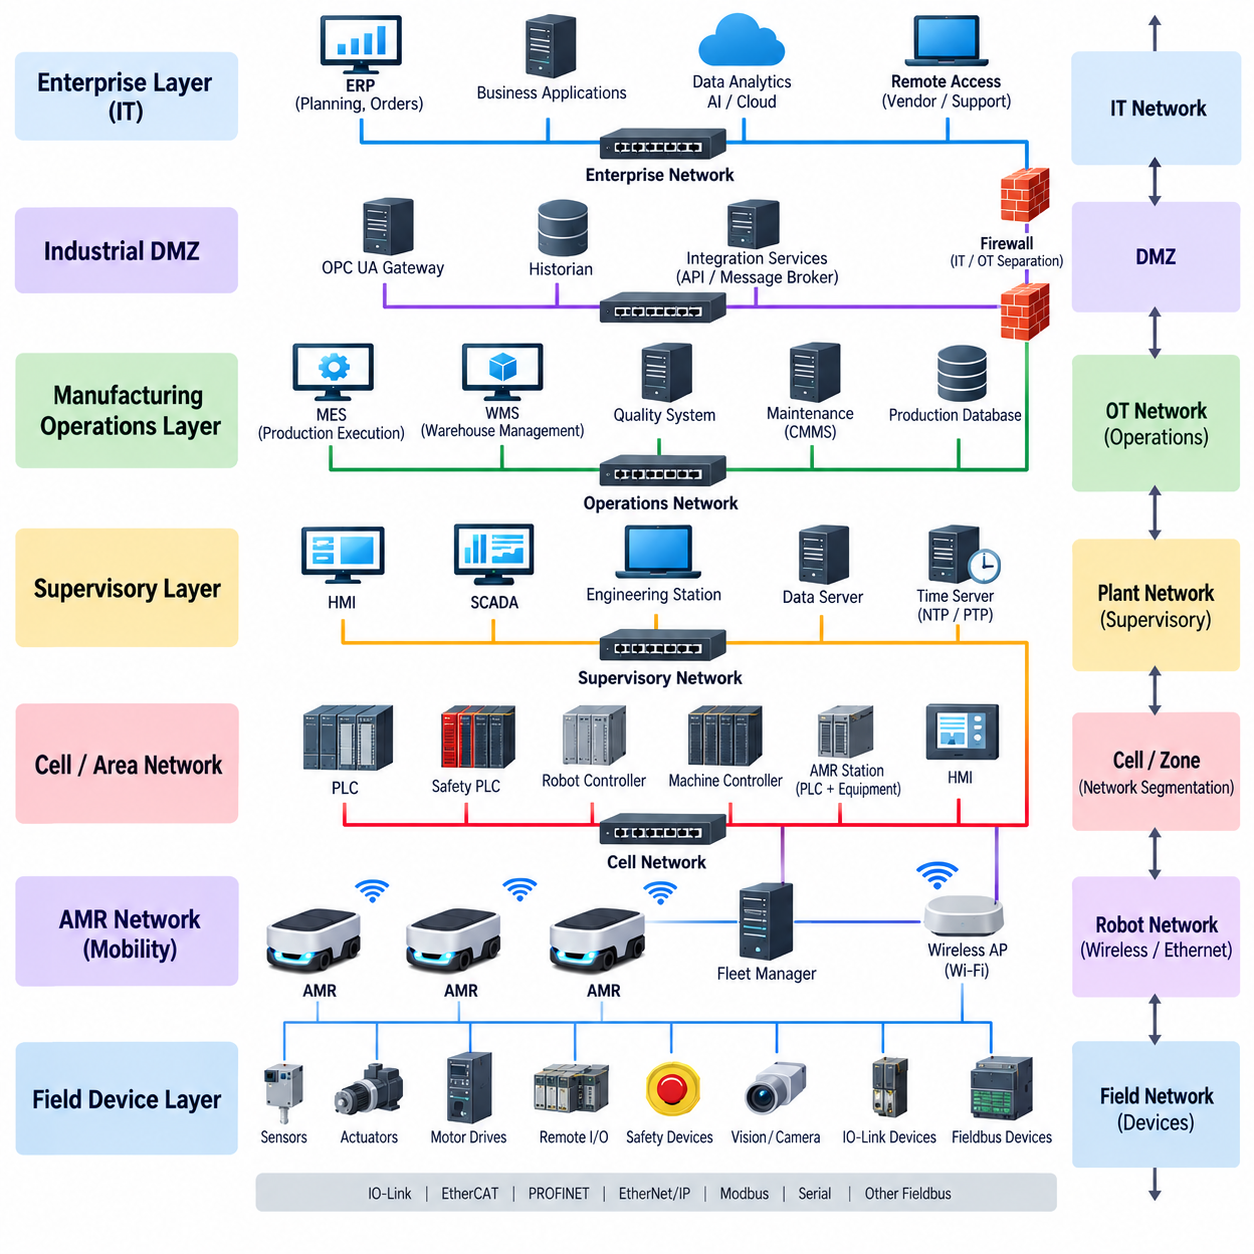 Enterprise Layer
(IT)
ERP
(Planning, Orders)
Business Applications
Data Analytics
AI / Cloud
Remote Access
(Vendor / Support)
IT Network
Enterprise Network
Industrial DMZ
OPC UA Gateway
Historian
Integration Services
(API / Message Broker)
Firewall
(IT / OT Separation)
DMZ
Manufacturing
Operations Layer
MES
(Production Execution)
WMS
(Warehouse Management)
Quality System
Maintenance
(CMMS)
Production Database
OT Network
(Operations)
Operations Network
Supervisory Layer
HMI
SCADA
Engineering Station
Data Server
Time Server
(NTP / PTP)
Plant Network
(Supervisory)
Supervisory Network
Cell / Area Network
PLC
Safety PLC
Robot Controller
Machine Controller
AMR Station
(PLC + Equipment)
HMI
Cell / Zone
(Network Segmentation)
Cell Network
AMR Network
(Mobility)
AMR
AMR
AMR
Fleet Manager
Wireless AP
(Wi-Fi)
Robot Network
(Wireless / Ethernet)
Field Device Layer
Sensors
Actuators
Motor Drives
Remote I/O
Safety Devices
Vision / Camera
IO-Link Devices
Fieldbus Devices
Field Network
(Devices)
IO-Link | EtherCAT | PROFINET | EtherNet/IP | Modbus | Serial | Other Fieldbus